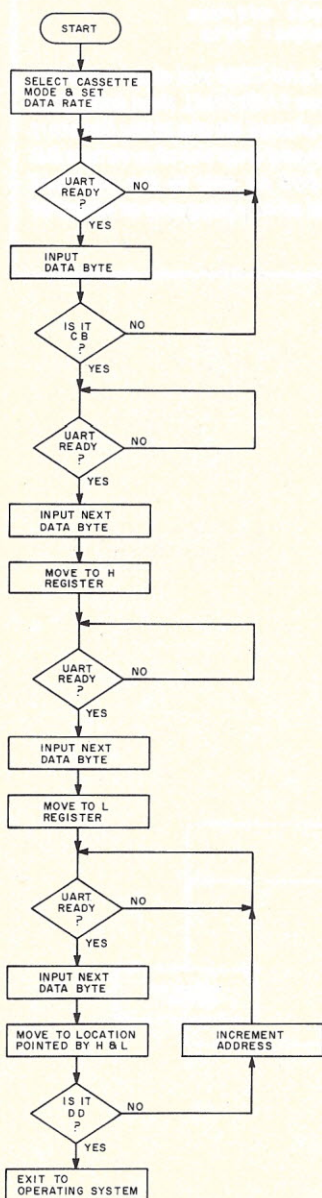 START
SELECT CASSETTE
MODE & SET
DATA RATE
UART
READY
?
NO
YES
INPUT
DATA BYTE
IS IT
CB
?
NO
YES
UART
READY
?
NO
YES
INPUT NEXT
DATA BYTE
MOVE TO H
REGISTER
UART
READY
?
NO
YES
INPUT NEXT
DATA BYTE
MOVE TO L
REGISTER
UART
READY
?
NO
YES
INPUT NEXT
DATA BYTE
MOVE TO LOCATION
POINTED BY H & L
INCREMENT
ADDRESS
IS IT
DD
?
NO
YES
EXIT TO
OPERATING SYSTEM